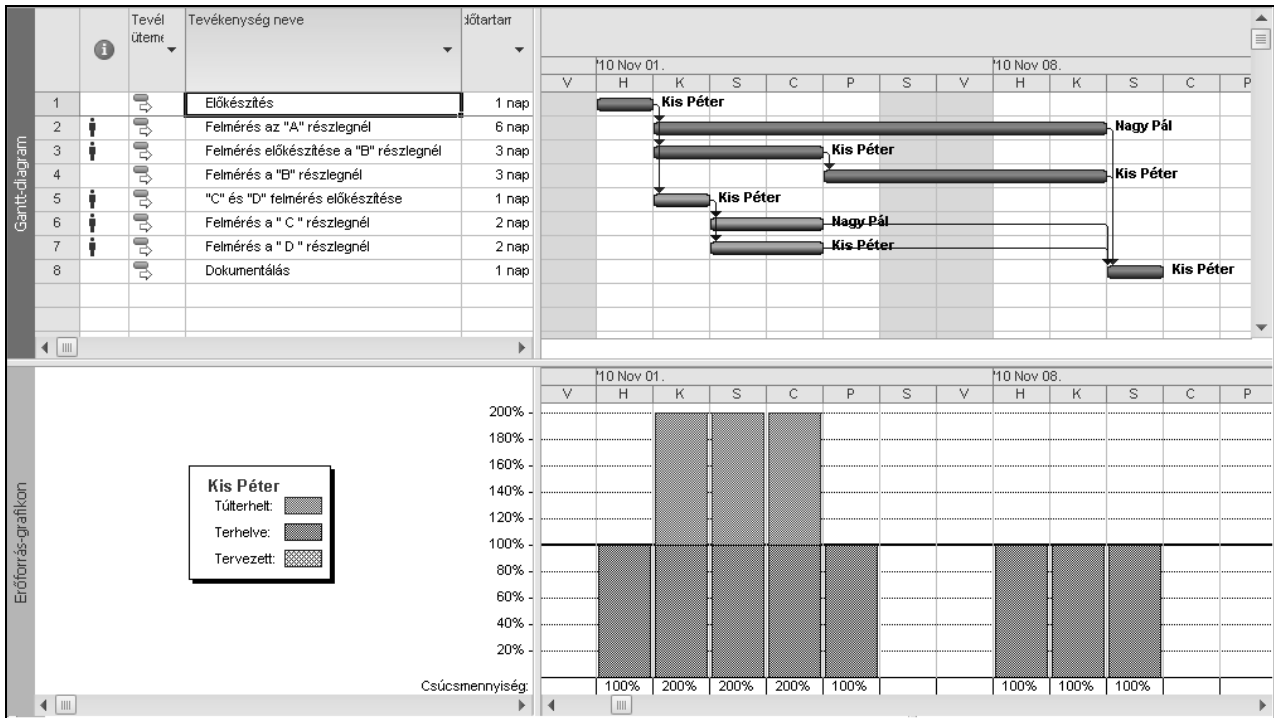 Gantt-diagram
Tevél
üteme
Tevékenység neve
időtartam
'10 Nov 01.
'10 Nov 08.
V H K S C P S V H K S C P
1 Előkészítés 1 nap
2 Felmérés az "A" részlegnél 6 nap
3 Felmérés előkészítése a "B" részlegnél 3 nap
4 Felmérés a "B" részlegnél 3 nap
5 "C" és "D" felmérés előkészítése 1 nap
6 Felmérés a " C " részlegnél 2 nap
7 Felmérés a " D " részlegnél 2 nap
8 Dokumentálás 1 nap
Kis Péter
Nagy Pál
Kis Péter
Kis Péter
Kis Péter
Nagy Pál
Kis Péter
Kis Péter
Erőforrás-grafikon
Kis Péter
Túlterhelt:
Terhelve:
Tervezett:
'10 Nov 01.
'10 Nov 08.
V H K S C P S V H K S C P
200%
180%
160%
140%
120%
100%
80%
60%
40%
20%
Csúcsmennyiség: 100% 200% 200% 200% 100% 100% 100% 100%